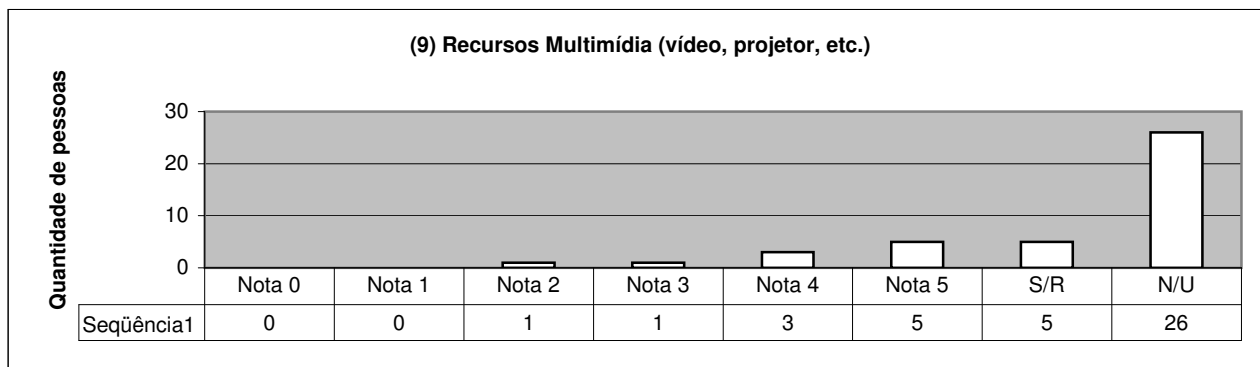 (9) Recursos Multimídia (vídeo, projetor, etc.)
Quantidade de pessoas
30
20
10
0
Nota 0 Nota 1 Nota 2 Nota 3 Nota 4 Nota 5 S/R N/U
Seqüência1 0 0 1 1 3 5 5 26